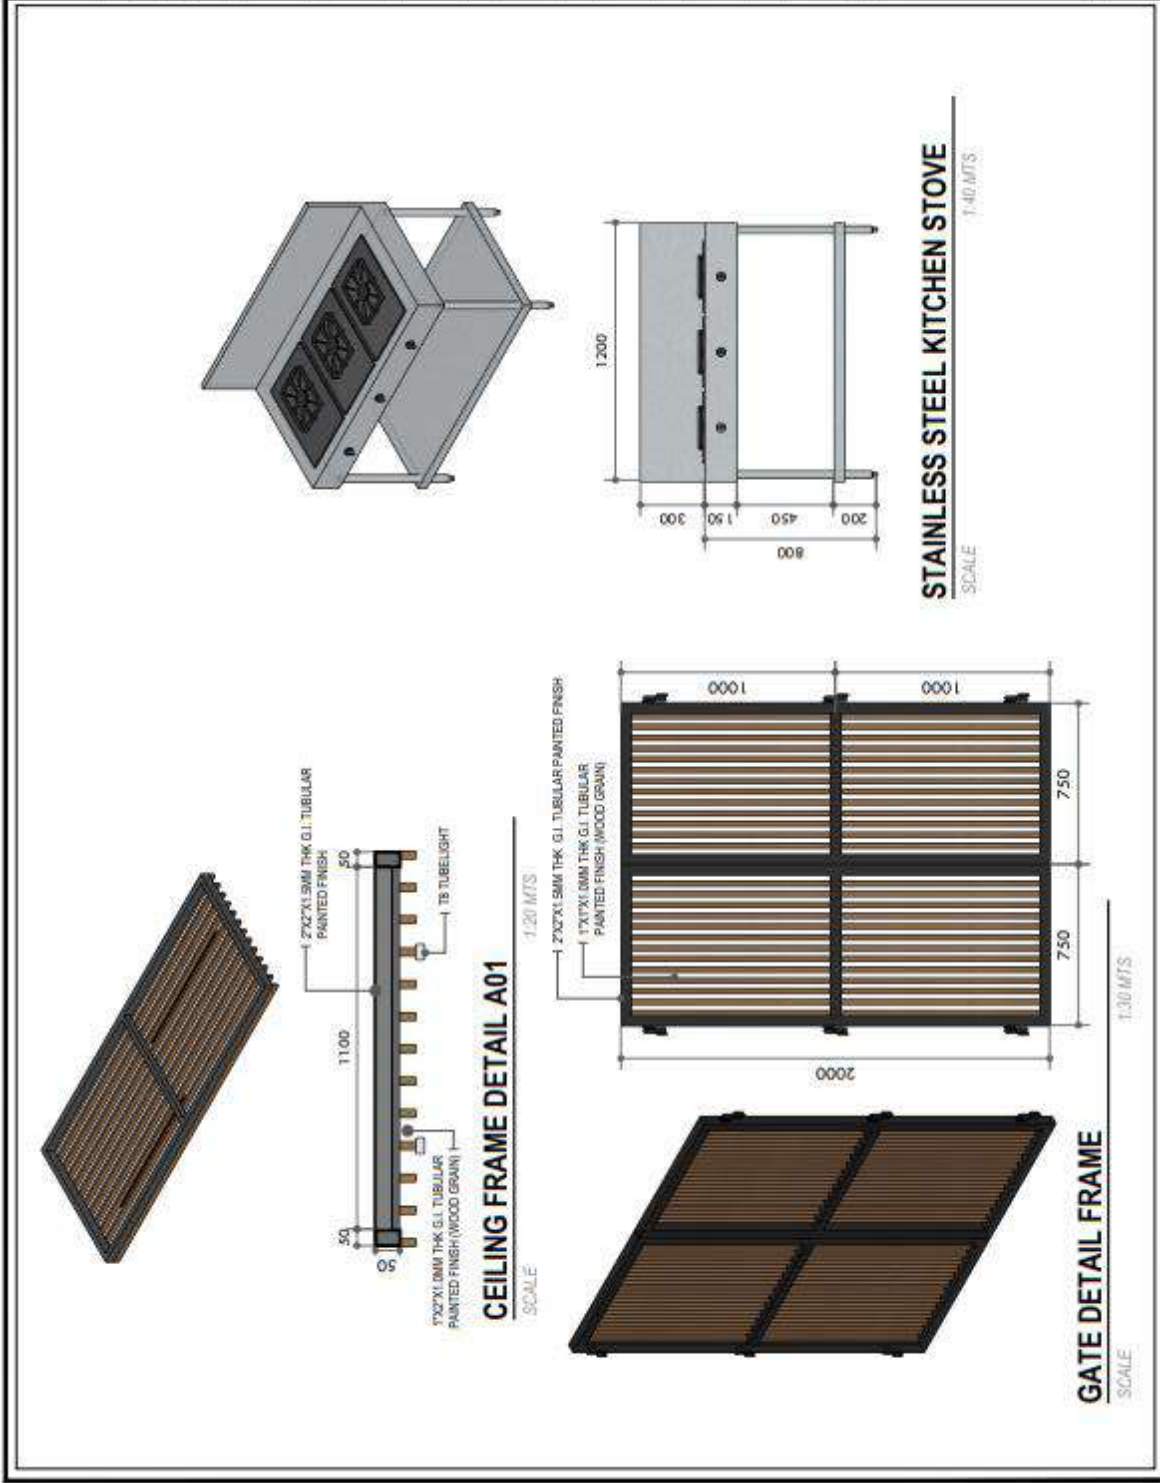 50
1100
50
50
2"X2"X1.5MM THK G.I. TUBULAR
PAINTED FINISH
1"X2"X1.0MM THK G.I. TUBULAR
PAINTED FINISH (WOOD GRAIN)
T8 TUBELIGHT
CEILING FRAME DETAIL A01
SCALE
1:20 MTS
2"X2"X1.5MM THK G.I. TUBULAR PAINTED FINISH
1"X1"X1.0MM THK G.I. TUBULAR
PAINTED FINISH (WOOD GRAIN)
2000
1000
1000
750
750
GATE DETAIL FRAME
SCALE
1:30 MTS
1200
300
150
450
200
800
STAINLESS STEEL KITCHEN STOVE
SCALE
1:40 MTS